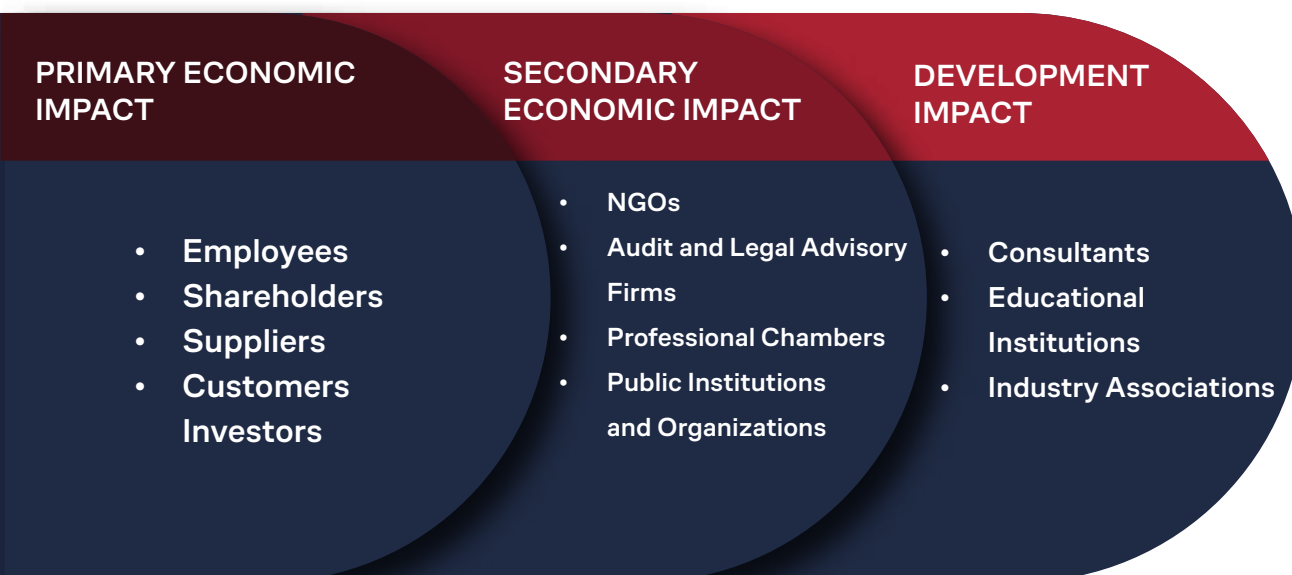 PRIMARY ECONOMIC
IMPACT
• Employees
• Shareholders
• Suppliers
• Customers
Investors
SECONDARY
ECONOMIC IMPACT
• NGOs
• Audit and Legal Advisory
Firms
• Professional Chambers
• Public Institutions
and Organizations
DEVELOPMENT
IMPACT
• Consultants
• Educational
Institutions
• Industry Associations